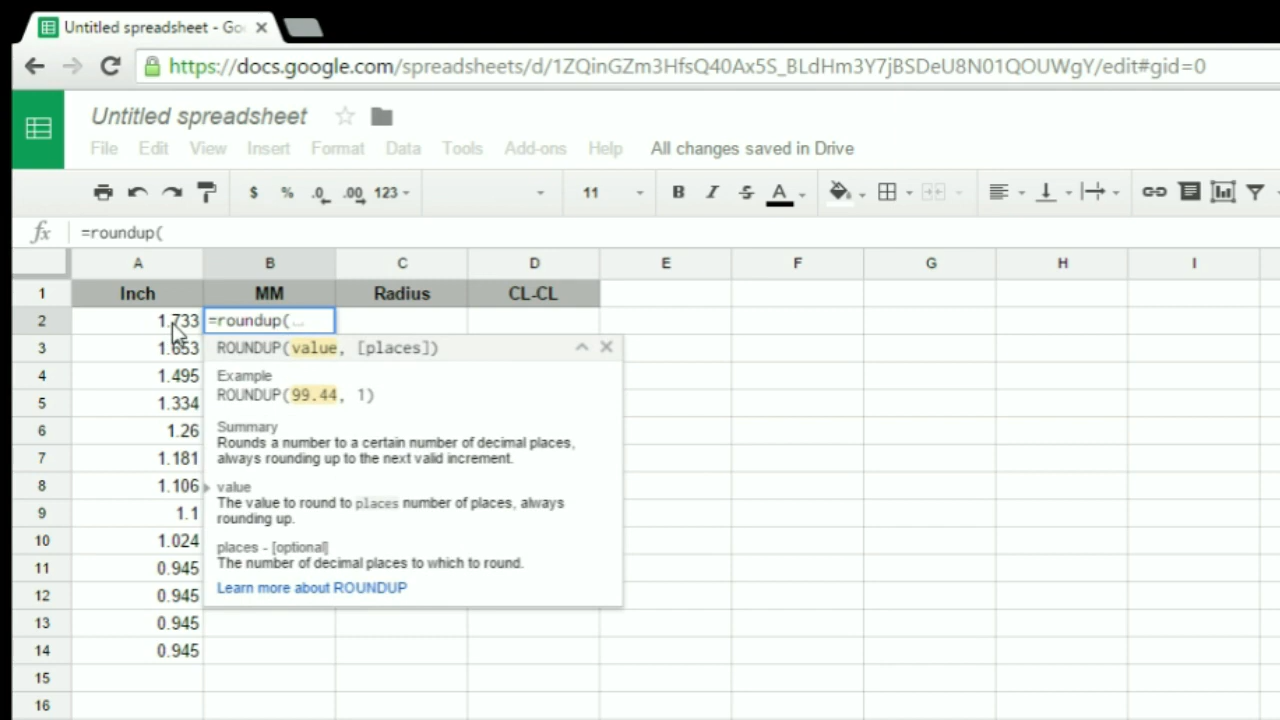 Untitled spreadsheet - Goo
https://docs.google.com/spreadsheets/d/1ZQinGZm3HfsQ40Ax5S_BLdHm3Y7jBSDeU8N01QOUWgY/edit#gid=0
Untitled spreadsheet
File Edit View Insert Format Data Tools Add-ons Help All changes saved in Drive
$ % .0 .00 123 11 B I S A
fx =roundup(
A B C D E F G H I
1 Inch MM Radius CL-CL
2 1.733 =roundup(
3 1.653 ROUNDUP(value, [places])
4 1.495 Example
5 1.334 ROUNDUP(99.44, 1)
6 1.26 Summary
Rounds a number to a certain number of decimal places,
7 1.181 always rounding up to the next valid increment.
8 1.106 value
The value to round to places number of places, always
9 1.1 rounding up.
10 1.024 places - [optional]
11 0.945 The number of decimal places to which to round.
12 0.945 Learn more about ROUNDUP
13 0.945
14 0.945
15
16